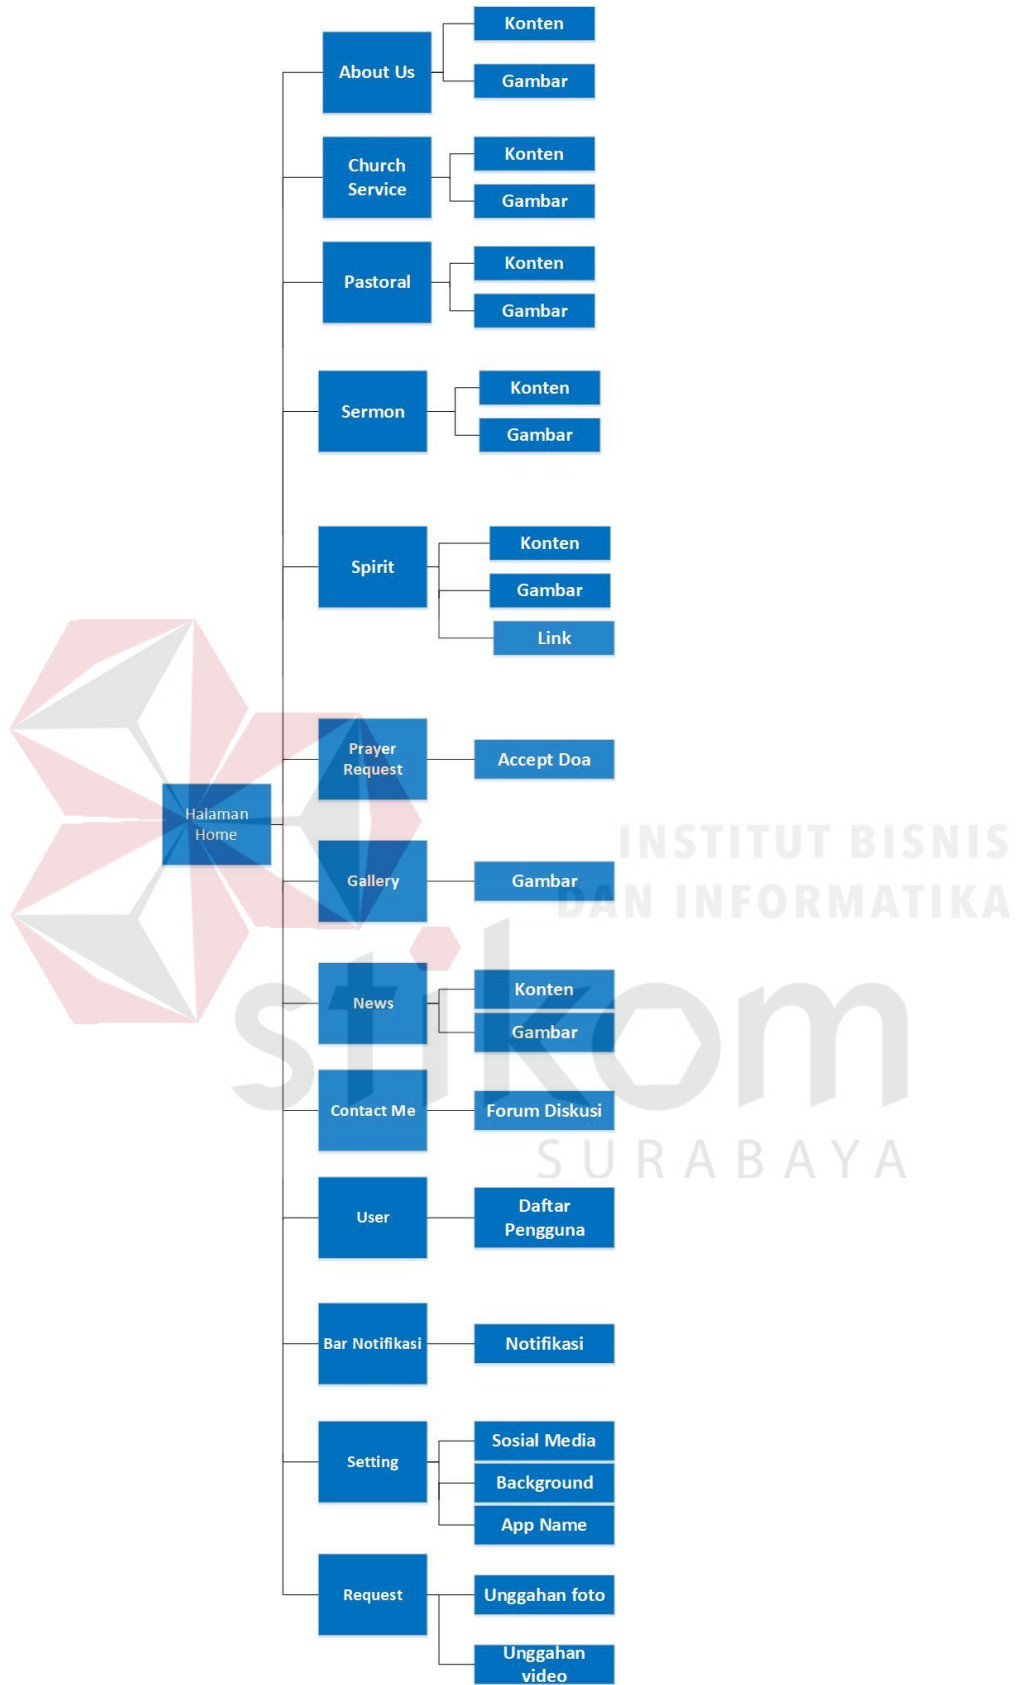 Konten
About Us
Gambar
Church
Service
Konten
Gambar
Pastoral
Konten
Gambar
Sermon
Konten
Gambar
Spirit
Konten
Gambar
Link
Prayer
Request
Accept Doa
Halaman
Home
Gallery
Gambar
INSTITUT BISNIS
DAN INFORMATIKA
stikom
SURABAYA
News
Konten
Gambar
Contact Me
Forum Diskusi
User
Daftar
Pengguna
Bar Notifikasi
Notifikasi
Setting
Sosial Media
Background
App Name
Request
Unggahan foto
Unggahan
video